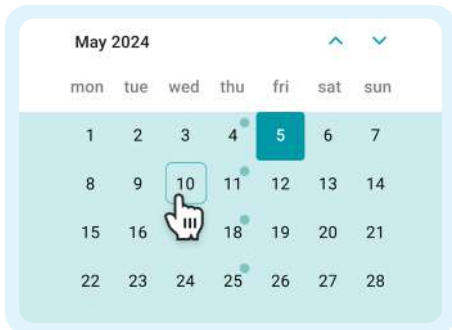 May 2024
mon tue wed thu fri sat sun
1 2 3 4 5 6 7
8 9 10 11 12 13 14
15 16 18 19 20 21
22 23 24 25 26 27 28